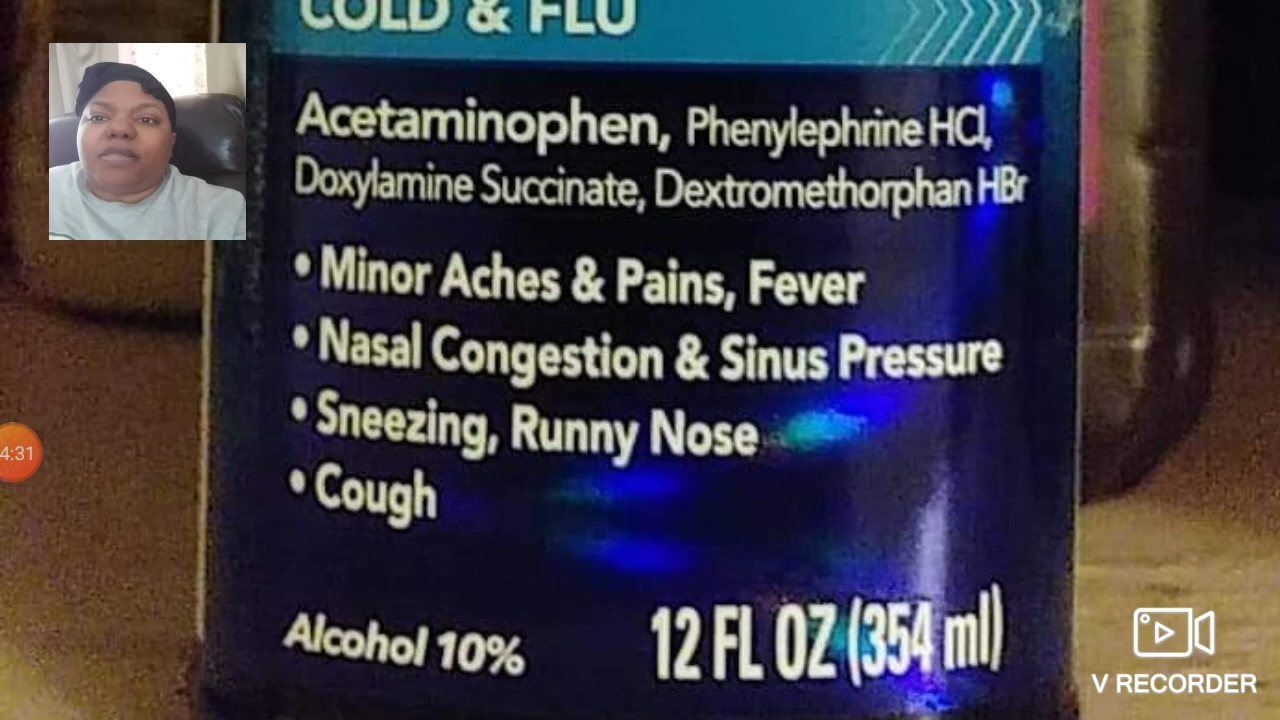 COLD & FLU
Acetaminophen, Phenylephrine HCl,
Doxylamine Succinate, Dextromethorphan HBr
• Minor Aches & Pains, Fever
• Nasal Congestion & Sinus Pressure
• Sneezing, Runny Nose
• Cough
4:31
Alcohol 10%
12 FL OZ (354 ml)
V RECORDER